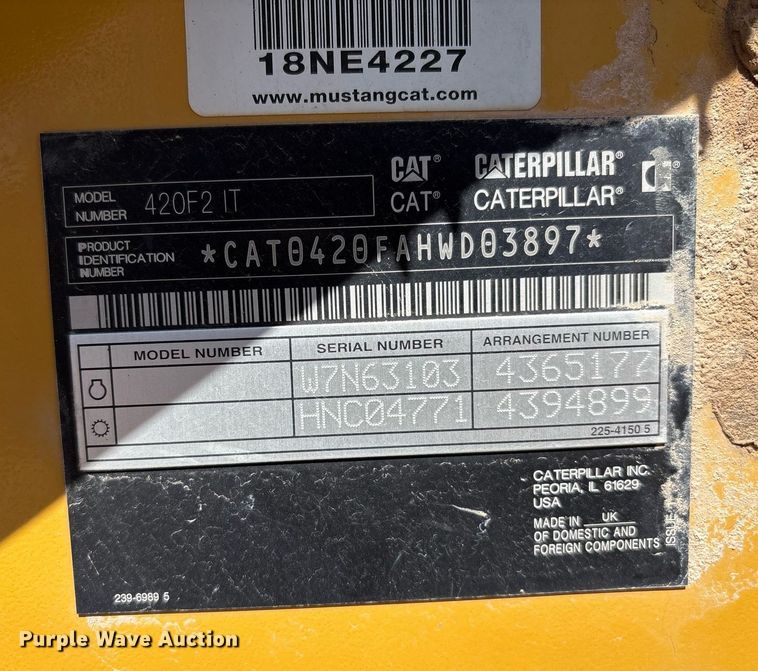 18NE4227
www.mustangcat.com
CAT CATERPILLAR®
CAT® CATERPILLAR®
MODEL NUMBER 420F2 IT
PRODUCT IDENTIFICATION NUMBER *CAT0420FAHWD03897*
MODEL NUMBER SERIAL NUMBER ARRANGEMENT NUMBER
W7N63103 4365177
HNC04771 4394899
225-4150 5
CATERPILLAR INC.
PEORIA, IL 61629
USA
MADE IN UK
OF DOMESTIC AND
FOREIGN COMPONENTS
ISSUE
239-6989 5
Purple Wave Auction